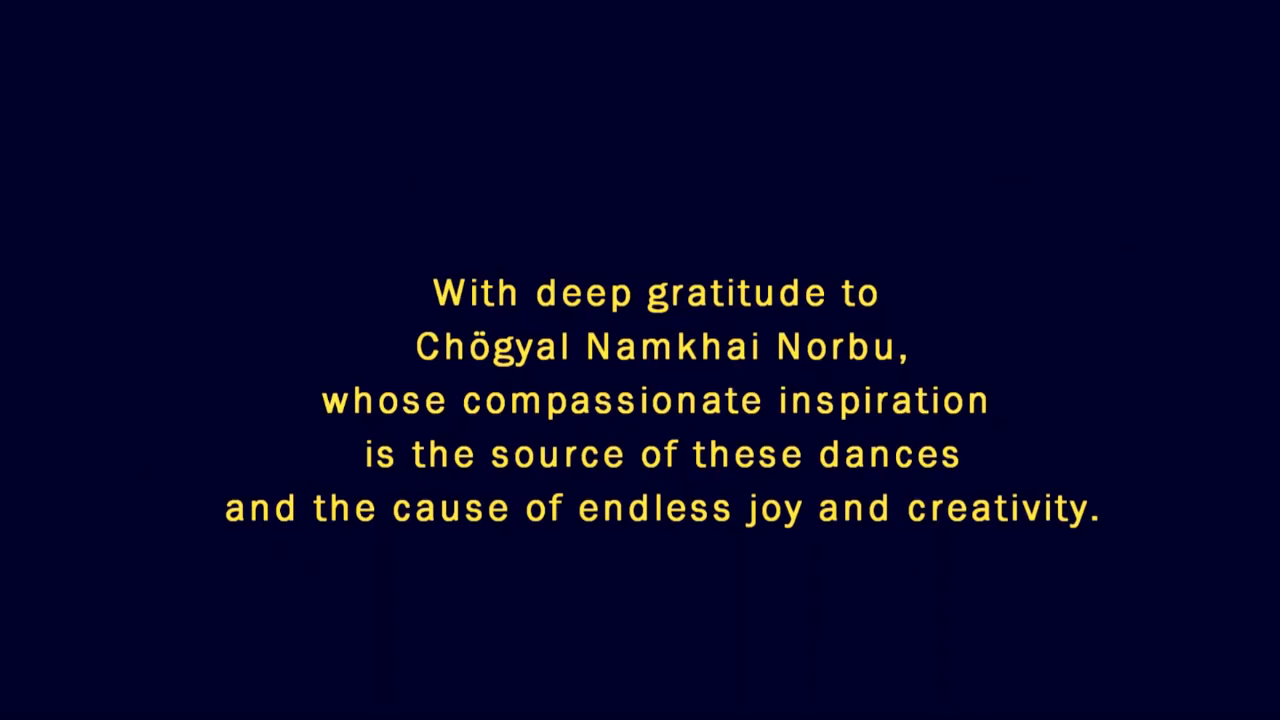 With deep gratitude to
Chögyal Namkhai Norbu,
whose compassionate inspiration
is the source of these dances
and the cause of endless joy and creativity.